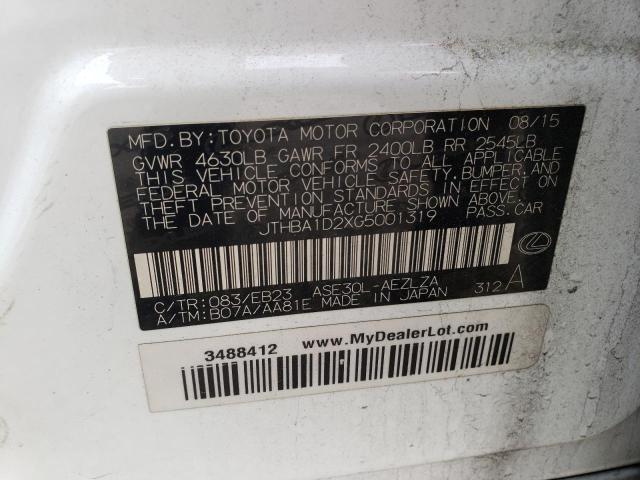 MFD. BY: TOYOTA MOTOR CORPORATION 08/15
GVWR 4630LB GAWR FR 2400LB RR 2545LB
THIS VEHICLE CONFORMS TO ALL APPLICABLE
FEDERAL MOTOR VEHICLE SAFETY, BUMPER, AND
THEFT PREVENTION STANDARDS IN EFFECT ON
THE DATE OF MANUFACTURE SHOWN ABOVE.
JTHBA1D2XG5001319 PASS. CAR
C/TR: 083/EB23 ASE30L-AEZLZA 312 A
A/TM: B07A/AA81E MADE IN JAPAN
3488412 www.MyDealerLot.com